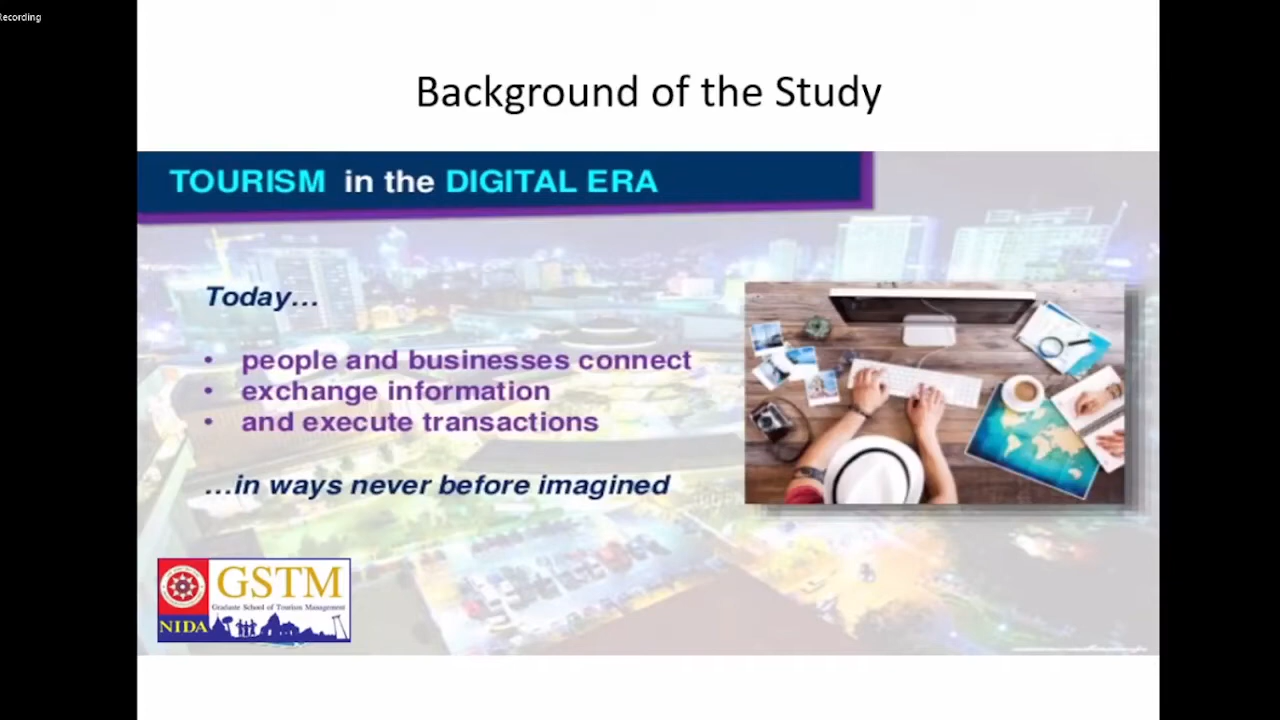 Recording
Background of the Study
TOURISM in the DIGITAL ERA
Today...
• people and businesses connect
• exchange information
• and execute transactions
...in ways never before imagined
GSTM
Graduate School of Tourism Management
NIDA